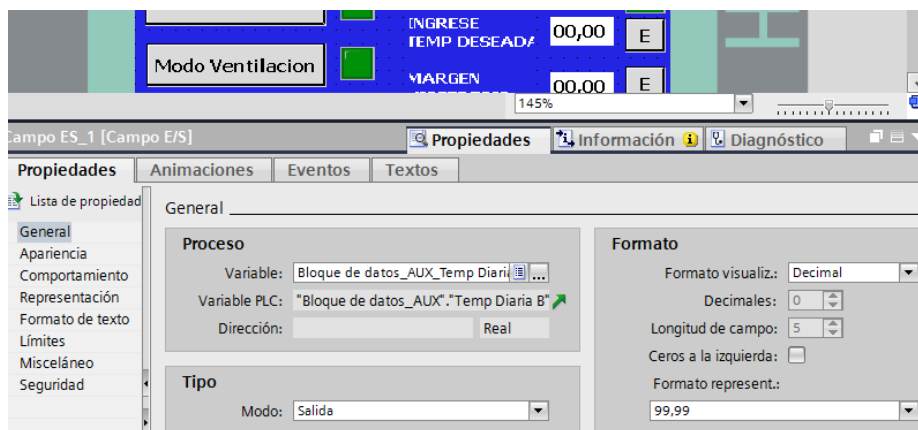 INGRESE
TEMP DESEADA
00,00
E
Modo Ventilacion
MARGEN
00,00
E
145%
Campo ES_1 [Campo E/S]
Propiedades
Información
Diagnóstico
Propiedades
Animaciones
Eventos
Textos
Lista de propiedad
General
General
Apariencia
Comportamiento
Representación
Formato de texto
Límites
Misceláneo
Seguridad
Proceso
Variable: Bloque de datos_AUX_Temp Diari ...
Variable PLC: "Bloque de datos_AUX"."Temp Diaria B"
Dirección: Real
Tipo
Modo: Salida
Formato
Formato visualiz.: Decimal
Decimales: 0
Longitud de campo: 5
Ceros a la izquierda:
Formato represent.:
99,99